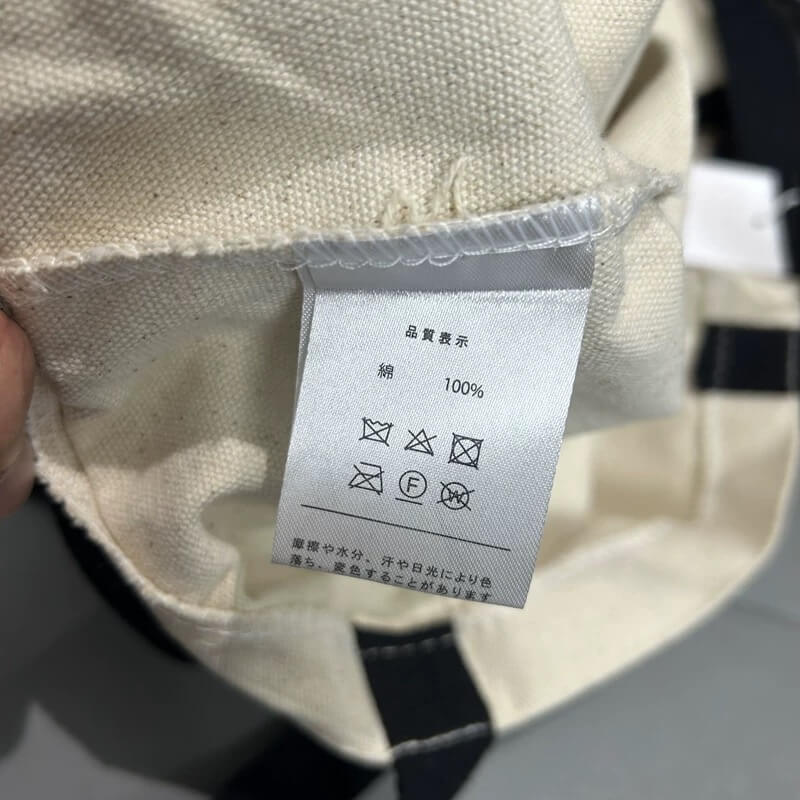 品質表示
綿 100%
F
W
摩擦や水分、汗や日光により色
落ち、変色することがあります